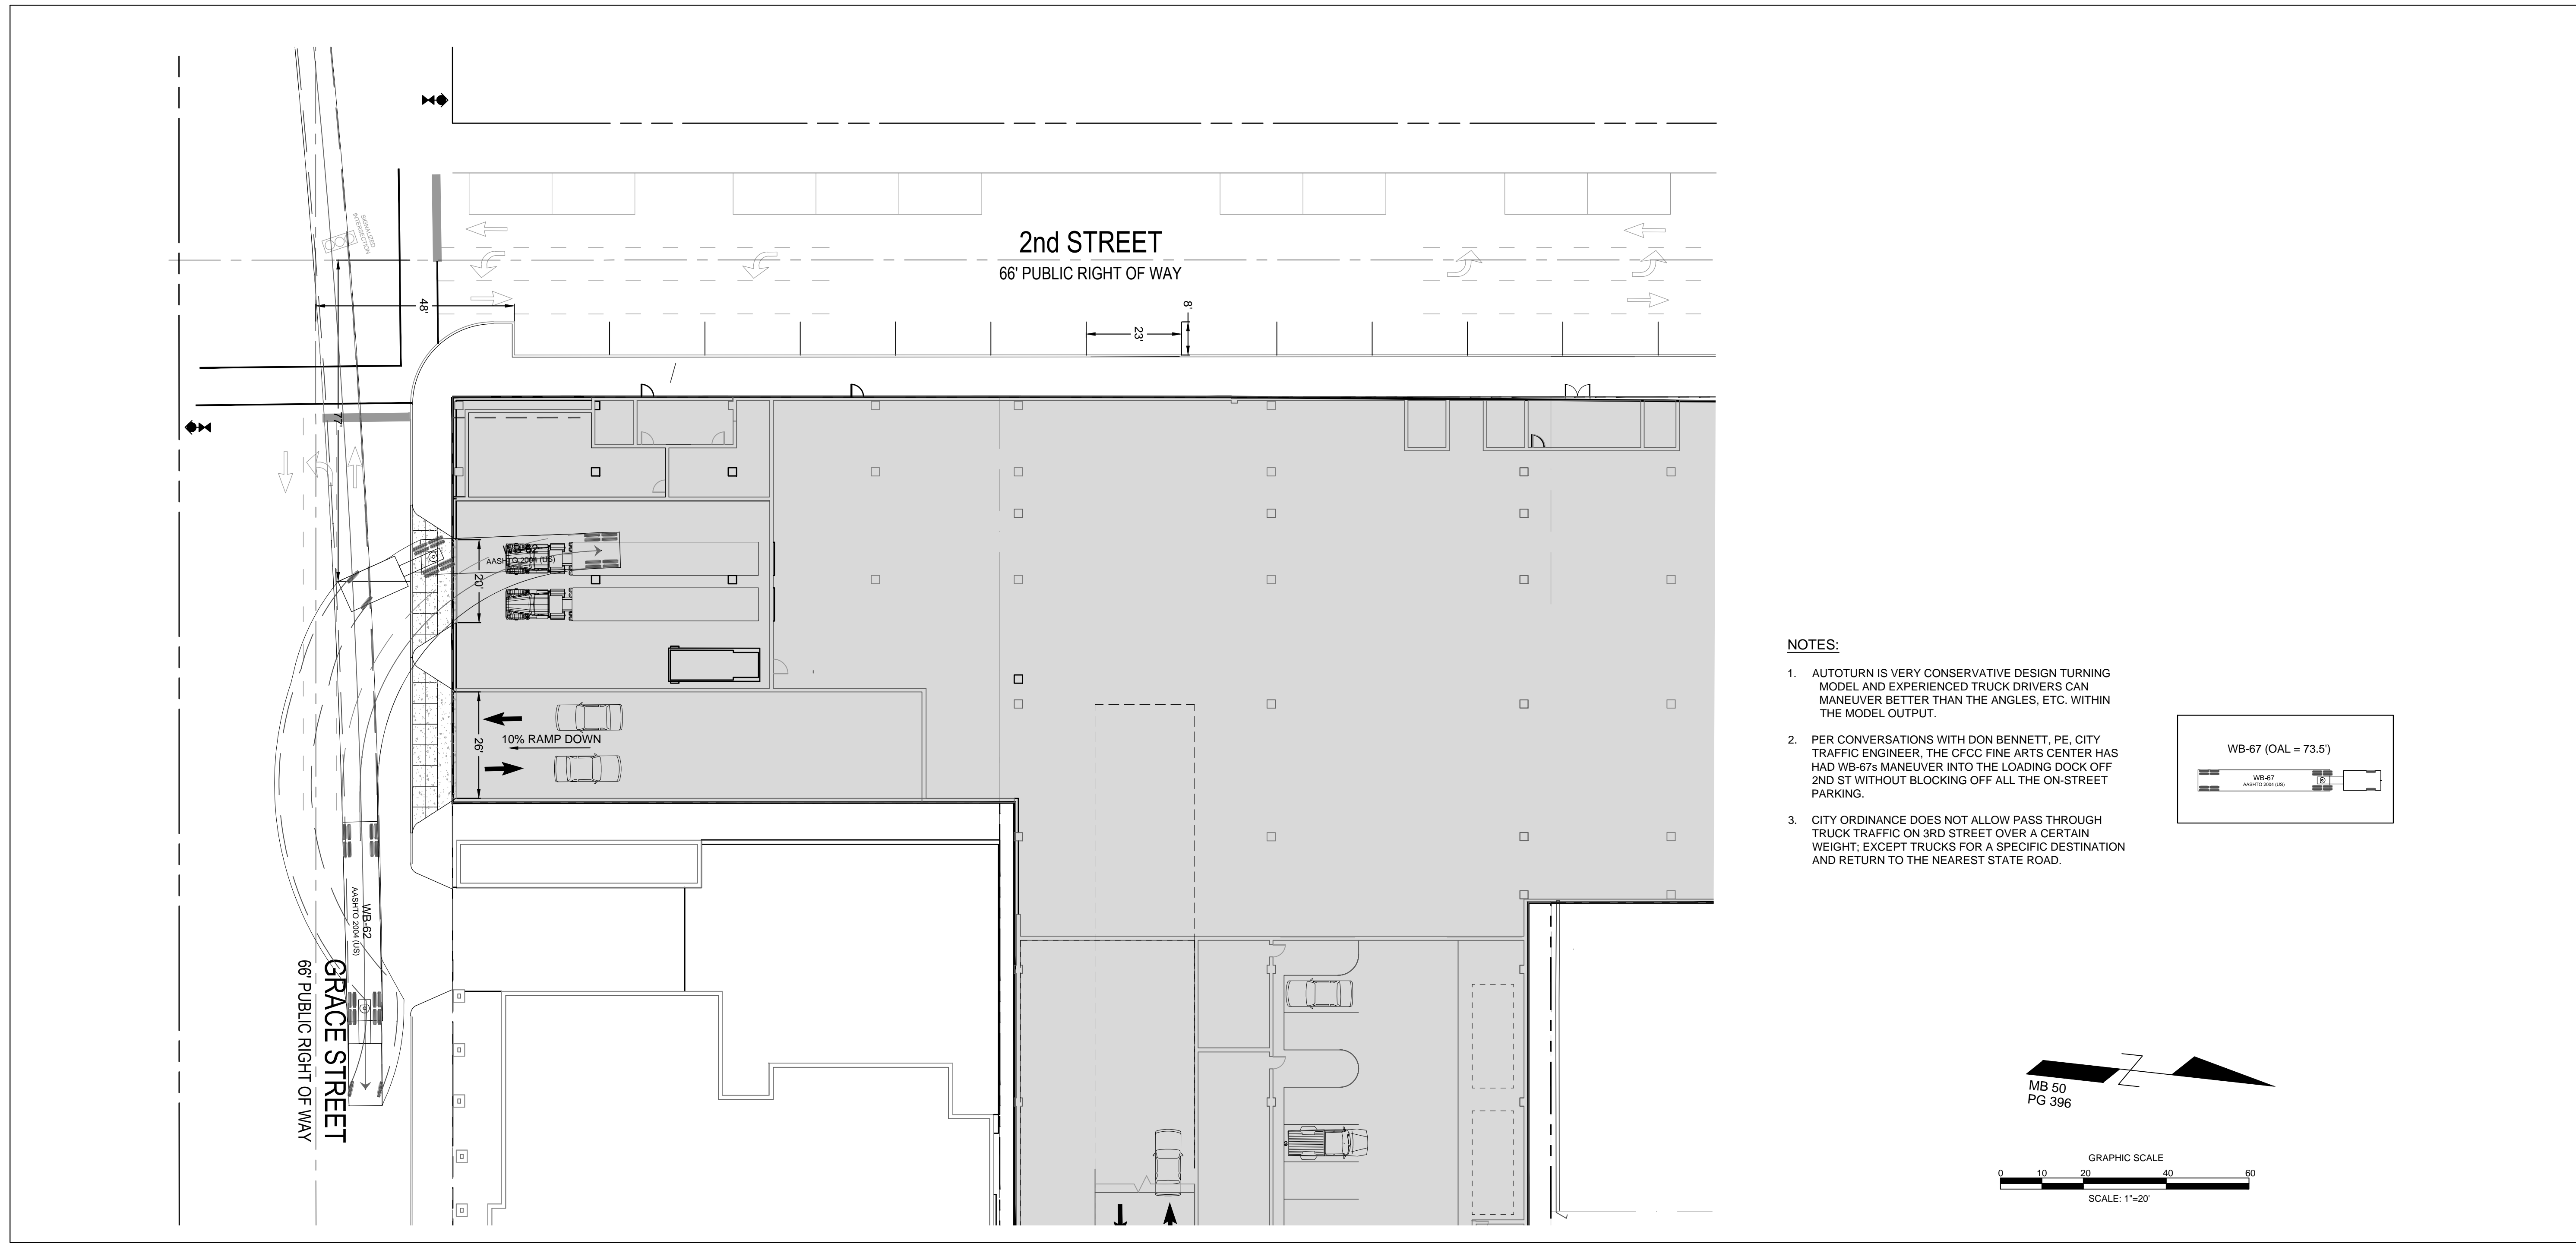 SIGNALIZED
INTERSECTION
2nd STREET
66' PUBLIC RIGHT OF WAY
48'
8'
23'
77'
WB-62
AASHTO 2004 (US)
20'
26'
10% RAMP DOWN
WB-62
AASHTO 2004 (US)
GRACE STREET
66' PUBLIC RIGHT OF WAY
NOTES:
1. AUTOTURN IS VERY CONSERVATIVE DESIGN TURNING
MODEL AND EXPERIENCED TRUCK DRIVERS CAN
MANEUVER BETTER THAN THE ANGLES, ETC. WITHIN
THE MODEL OUTPUT.
2. PER CONVERSATIONS WITH DON BENNETT, PE, CITY
TRAFFIC ENGINEER, THE CFCC FINE ARTS CENTER HAS
HAD WB-67s MANEUVER INTO THE LOADING DOCK OFF
2ND ST WITHOUT BLOCKING OFF ALL THE ON-STREET
PARKING.
3. CITY ORDINANCE DOES NOT ALLOW PASS THROUGH
TRUCK TRAFFIC ON 3RD STREET OVER A CERTAIN
WEIGHT; EXCEPT TRUCKS FOR A SPECIFIC DESTINATION
AND RETURN TO THE NEAREST STATE ROAD.
WB-67 (OAL = 73.5')
WB-67
AASHTO 2004 (US)
MB 50
PG 396
GRAPHIC SCALE
0 10 20 40 60
SCALE: 1"=20'